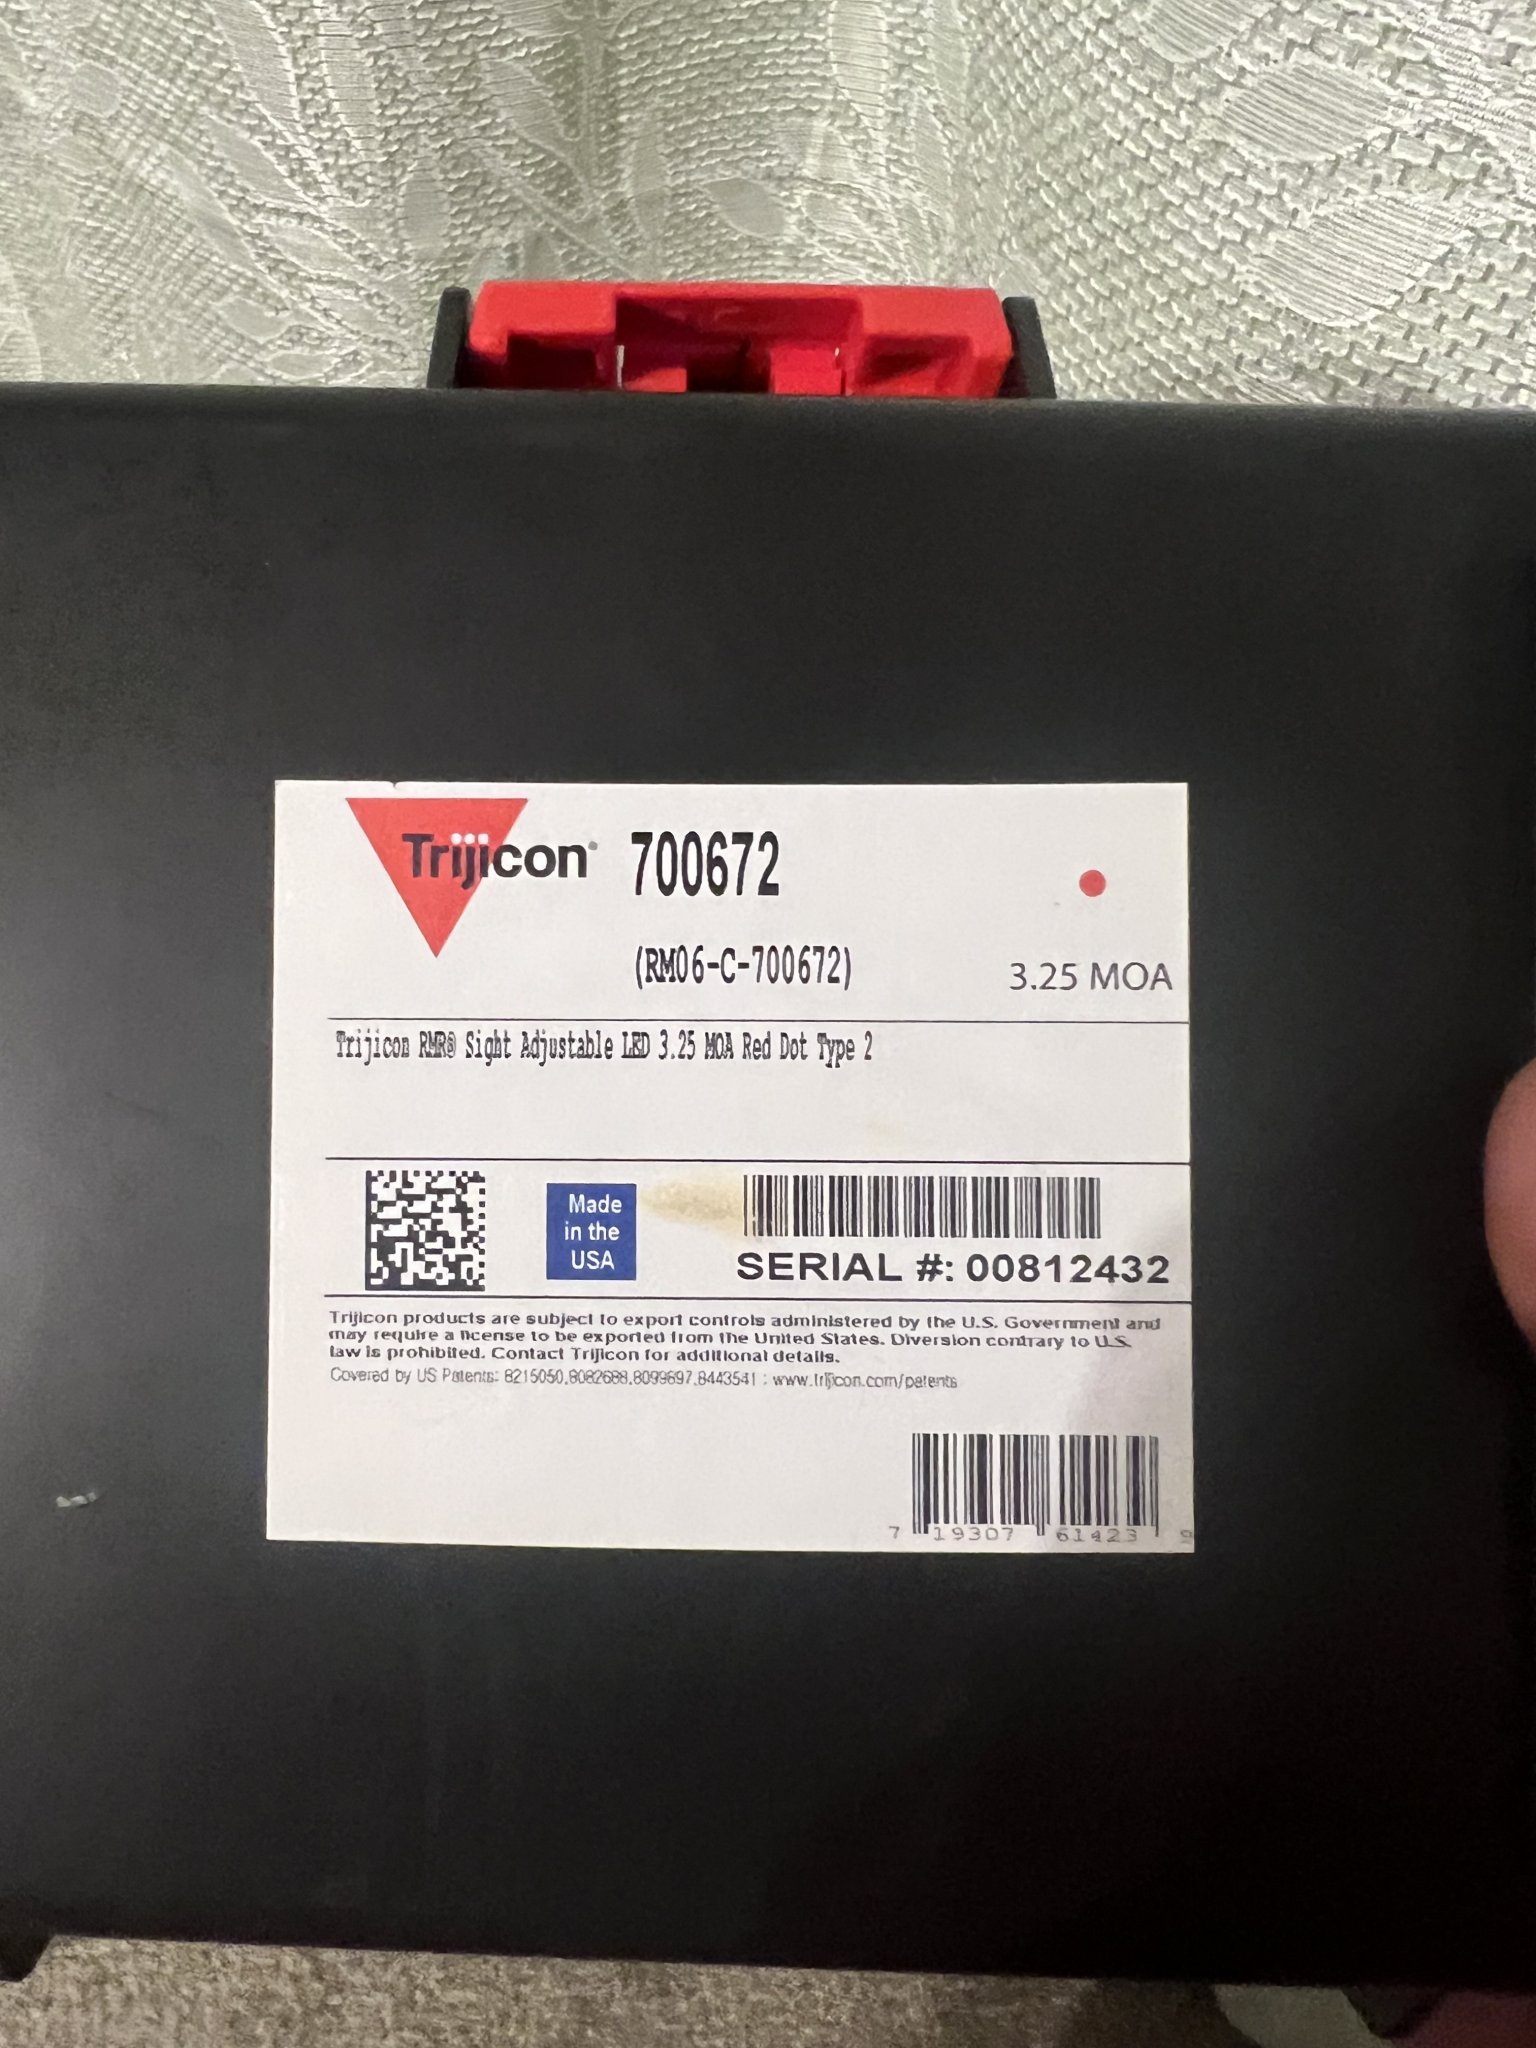 Trijicon 700672
(RM06-C-700672)
3.25 MOA
Trijicon RMR® Sight Adjustable LED 3.25 MOA Red Dot Type 2
Made
in the
USA
SERIAL #: 00812432
Trijicon products are subject to export controls administered by the U.S. Government and
may require a license to be exported from the United States. Diversion contrary to U.S.
law is prohibited. Contact Trijicon for additional details.
Covered by US Patents: 8215050,8082688,8099697,8443541 : www.trijicon.com/patents
7 19307 61423 9